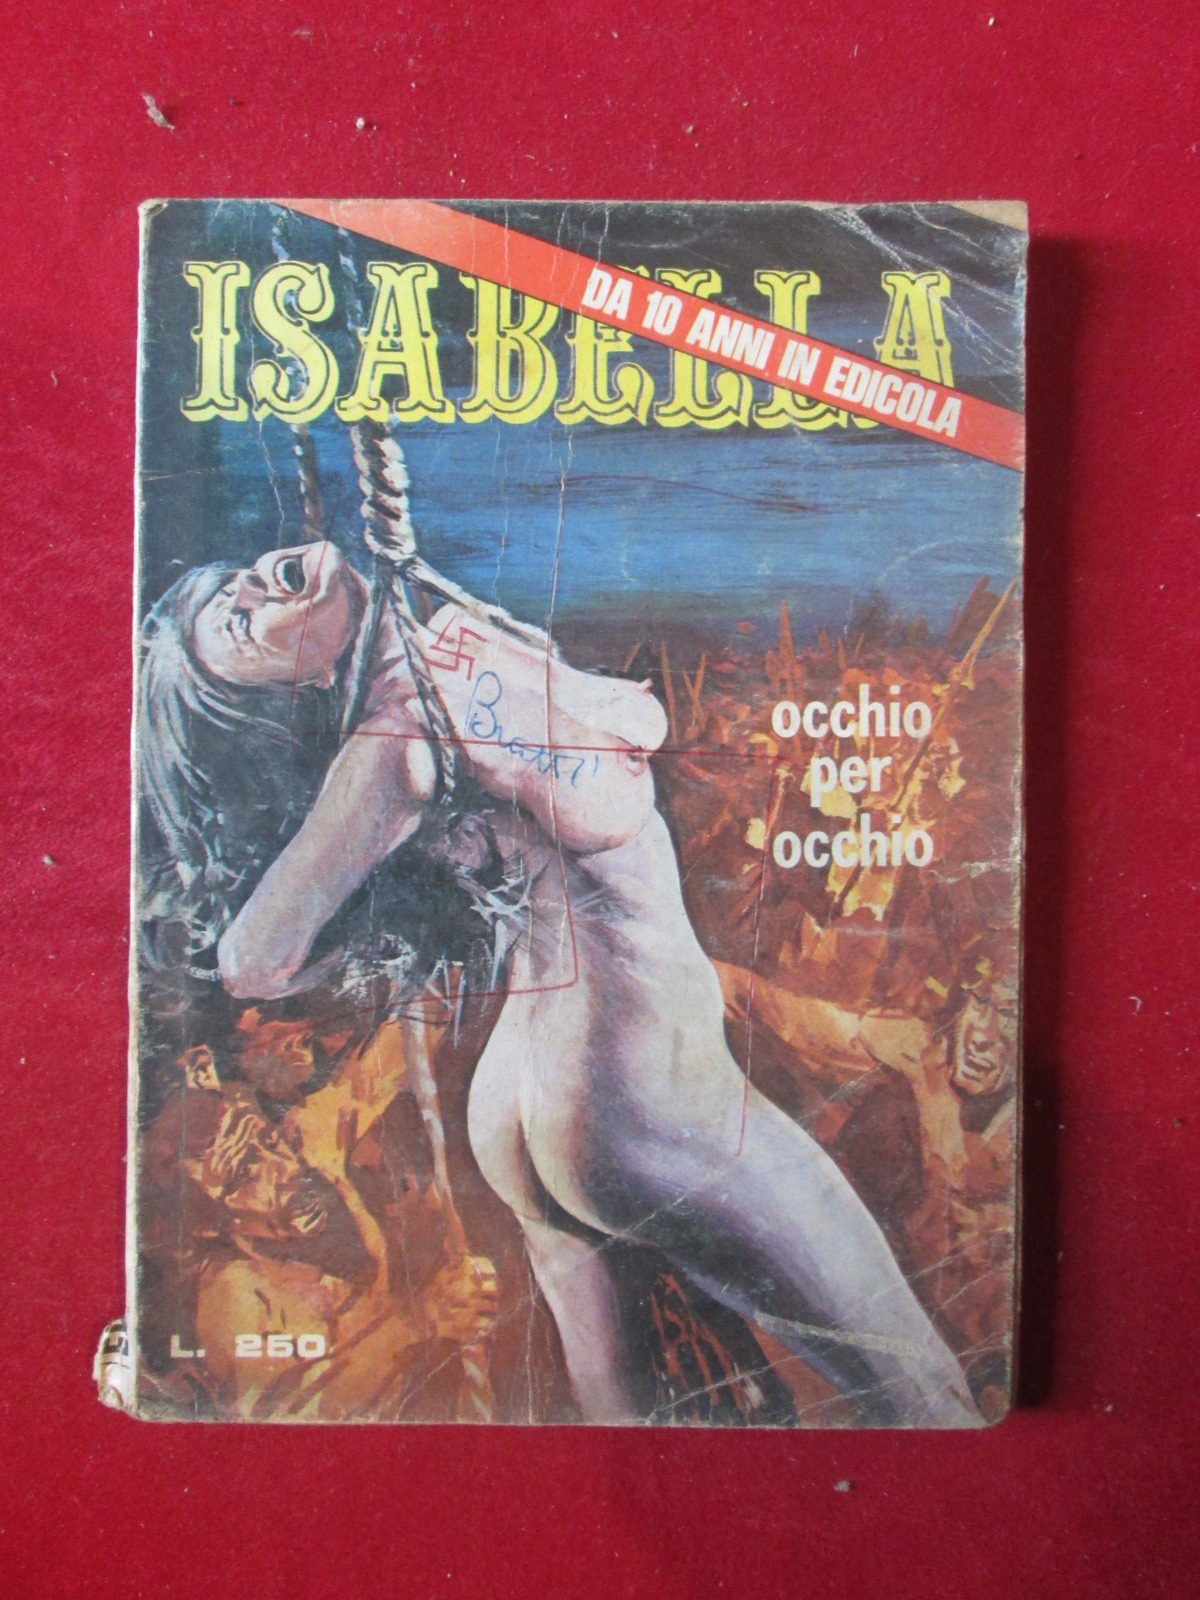 ISABELLA
DA 10 ANNI IN EDICOLA
occhio
per
occhio
L. 250